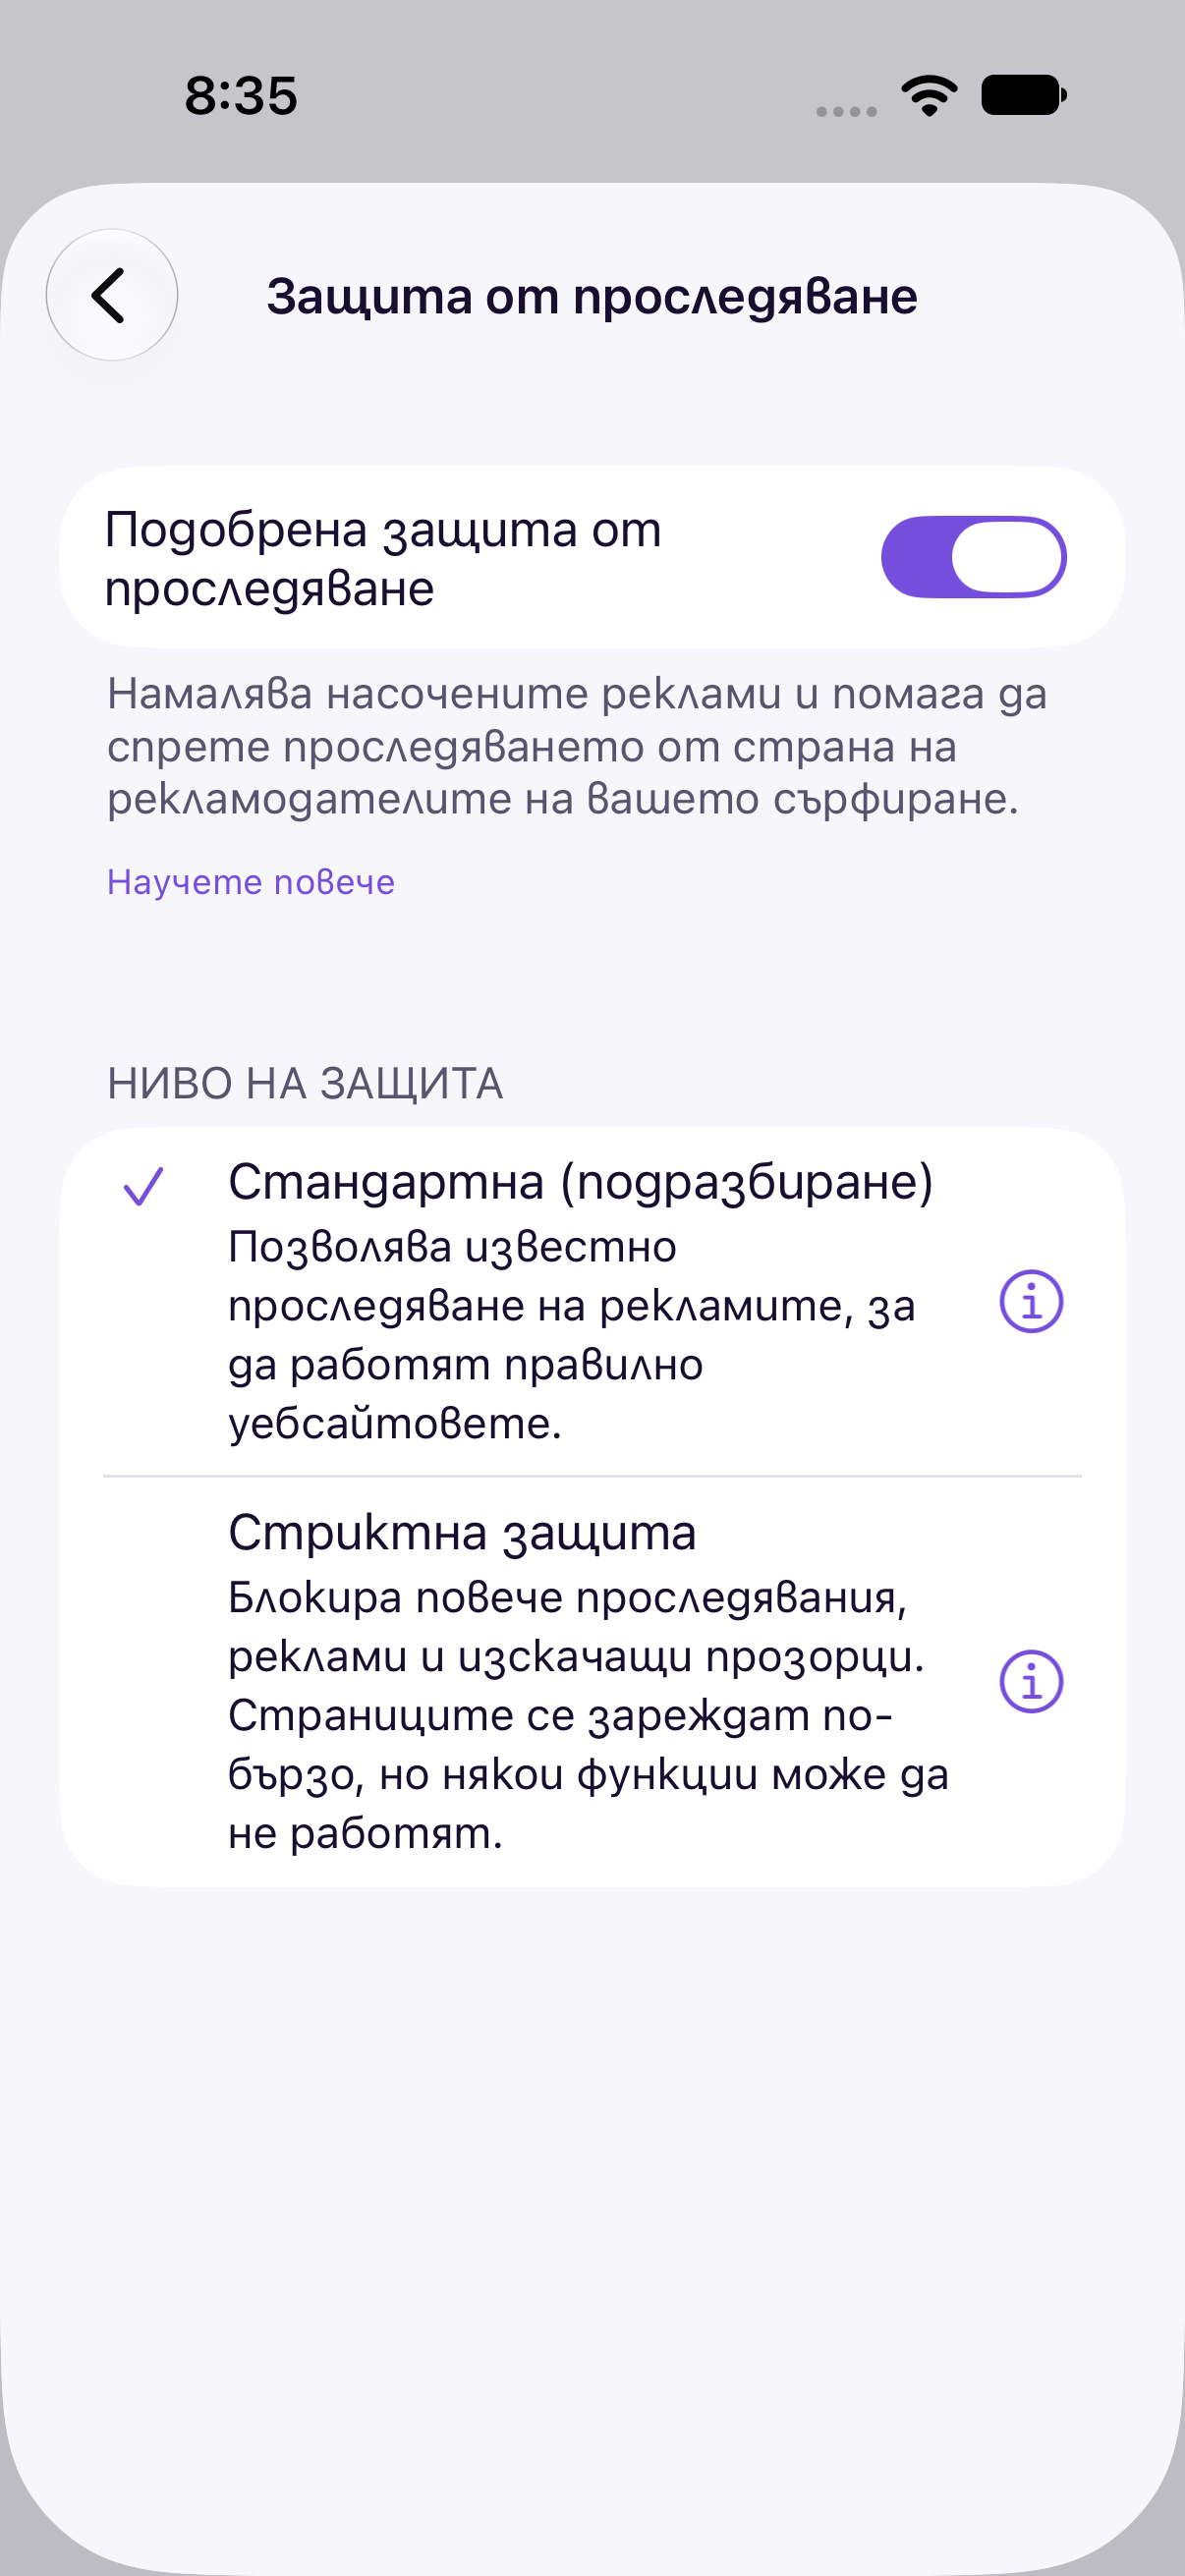 8:35
Защита от проследяване
Подобрена защита от
проследяване
Намалява насочените реклами и помага да
спрете проследяването от страна на
рекламодателите на вашето сърфиране.
Научете повече
НИВО НА ЗАЩИТА
Стандартна (подразбиране)
Позволява известно
проследяване на рекламите, за
да работят правилно
уебсайтовете.
Стриктна защита
Блокира повече проследявания,
реклами и изскачащи прозорци.
Страниците се зареждат по-
бързо, но някои функции може да
не работят.